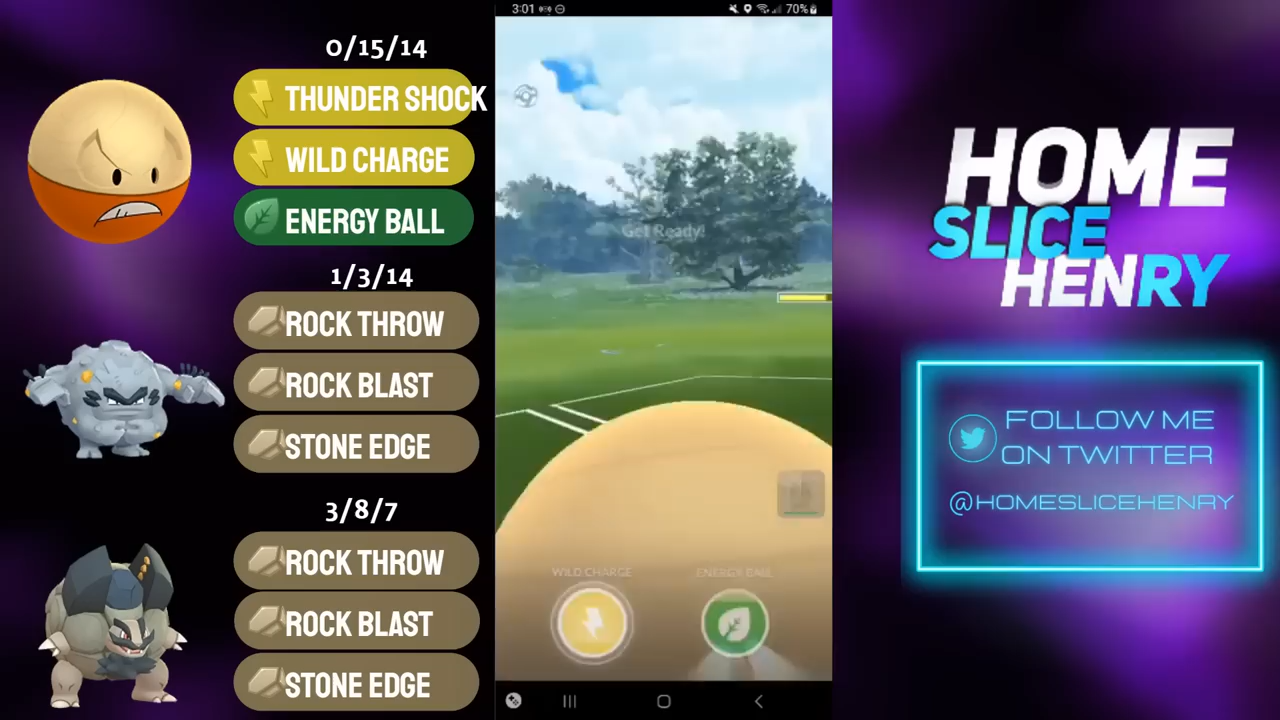 0/15/14
THUNDER SHOCK
WILD CHARGE
ENERGY BALL
1/3/14
ROCK THROW
ROCK BLAST
STONE EDGE
3/8/7
ROCK THROW
ROCK BLAST
STONE EDGE
3:01
70%
Get Ready!
WILD CHARGE
ENERGY BALL
HOME
SLICE
HENRY
FOLLOW ME
ON TWITTER
@HOMESLICEHENRY